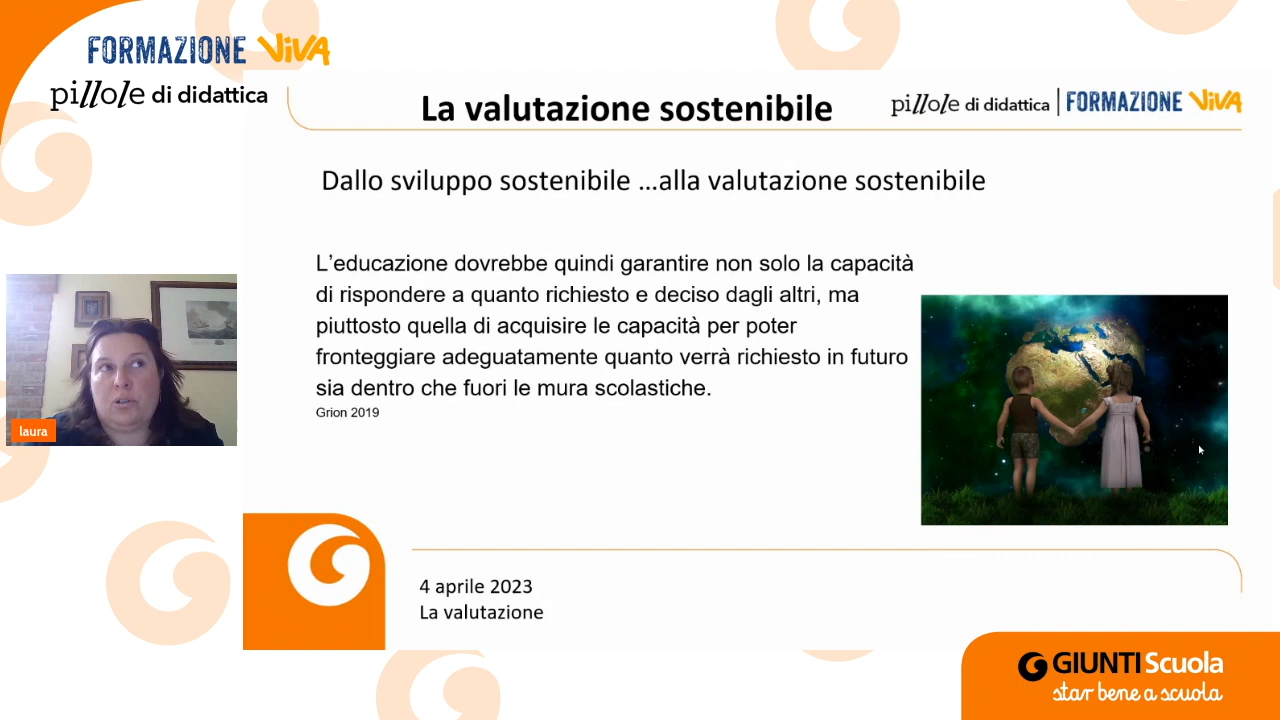 FORMAZIONE ViVA
pillole di didattica
La valutazione sostenibile
pillole di didattica | FORMAZIONE ViVA
Dallo sviluppo sostenibile ...alla valutazione sostenibile
L'educazione dovrebbe quindi garantire non solo la capacità
di rispondere a quanto richiesto e deciso dagli altri, ma
piuttosto quella di acquisire le capacità per poter
fronteggiare adeguatamente quanto verrà richiesto in futuro
sia dentro che fuori le mura scolastiche.
Grion 2019
laura
4 aprile 2023
La valutazione
GIUNTI Scuola
star bene a scuola